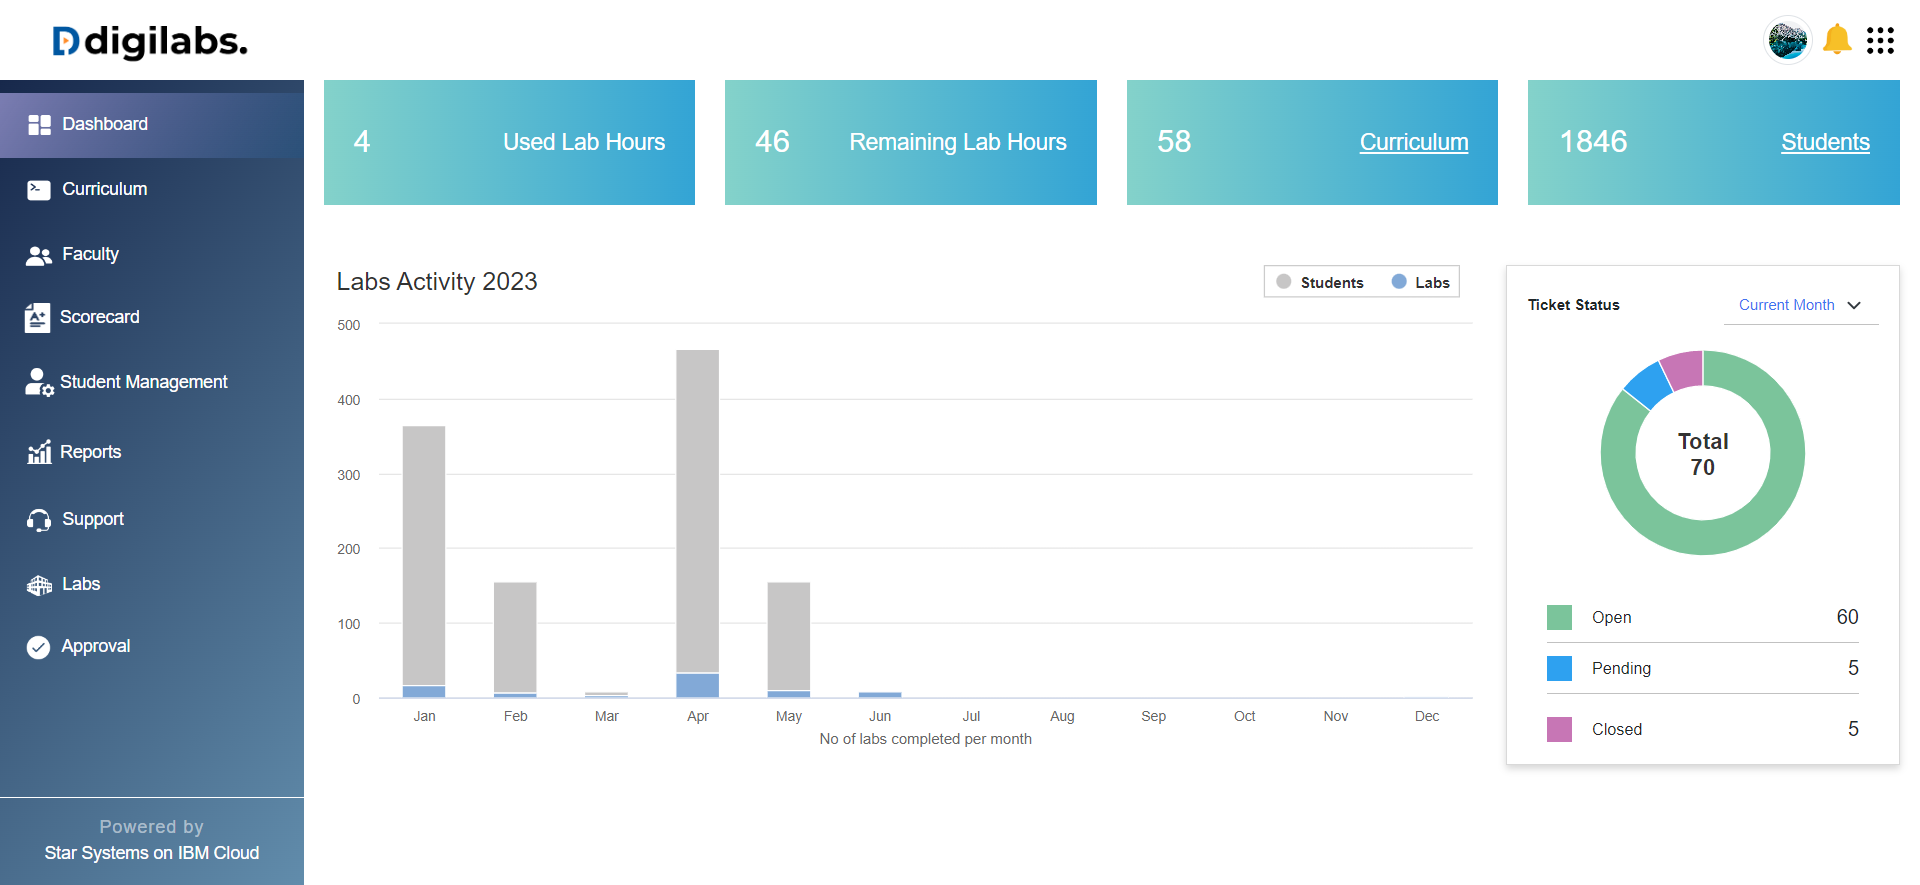 digilabs.
Dashboard
Curriculum
Faculty
Scorecard
Student Management
Reports
Support
Labs
Approval
Powered by
Star Systems on IBM Cloud
4 Used Lab Hours
46 Remaining Lab Hours
58 Curriculum
1846 Students
Labs Activity 2023
Students Labs
500
400
300
200
100
0
Jan Feb Mar Apr May Jun Jul Aug Sep Oct Nov Dec
No of labs completed per month
Ticket Status Current Month
Total
70
Open 60
Pending 5
Closed 5